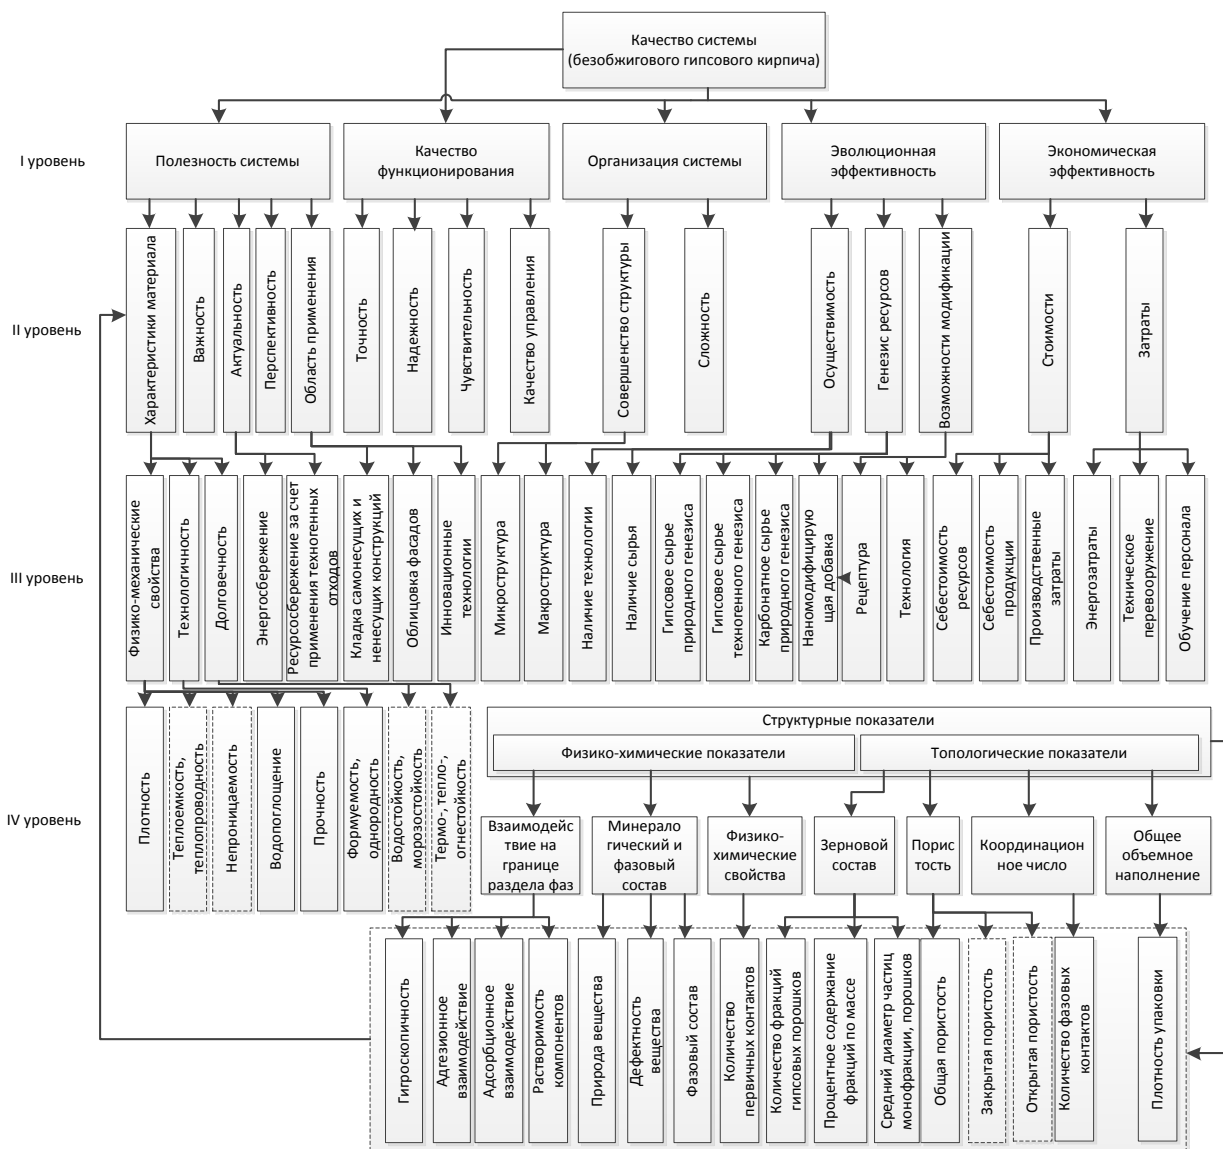 Качество системы
(безобжигового гипсового кирпича)
I уровень
Полезность системы
Качество
функционирования
Организация системы
Эволюционная
эффективность
Экономическая
эффективность
II уровень
Характеристики материала
Важность
Актуальность
Перспективность
Область применения
Точность
Надежность
Чувствительность
Качество управления
Совершенство структуры
Сложность
Осуществимость
Генезис ресурсов
Возможности модификации
Стоимости
Затраты
III уровень
Физико-механические
свойства
Технологичность
Долговечность
Энергосбережение
Ресурсосбережение за счет
применения техногенных
отходов
Кладка самонесущих и
ненесущих конструкций
Облицовка фасадов
Инновационные
технологии
Микроструктура
Макроструктура
Наличие технологии
Наличие сырья
Гипсовое сырье
природного генезиса
Гипсовое сырье
техногенного генезиса
Карбонатное сырье
природного генезиса
Наномодифицирую
щая добавка
Рецептура
Технология
Себестоимость
ресурсов
Себестоимость
продукции
Производственные
затраты
Энергозатраты
Техническое
перевооружение
Обучение персонала
IV уровень
Плотность
Теплоемкость,
теплопроводность
Непроницаемость
Водопоглощение
Прочность
Формуемость,
однородность
Водостойкость,
морозостойкость
Термо-, тепло-,
огнестойкость
Структурные показатели
Физико-химические показатели
Топологические показатели
Взаимодейс
твие на
границе
раздела фаз
Минерало
гический и
фазовый
состав
Физико-
химические
свойства
Зерновой
состав
Порис
тость
Координацион
ное число
Общее
объемное
наполнение
Гигроскопичность
Адгезионное
взаимодействие
Адсорбционное
взаимодействие
Растворимость
компонентов
Природа вещества
Дефектность
вещества
Фазовый состав
Количество
первичных контактов
Количество фракций
гипсовых порошков
Процентное содержание
фракций по массе
Средний диаметр частиц
монофракции, порошков
Общая пористость
Закрытая пористость
Открытая пористость
Количество фазовых
контактов
Плотность упаковки